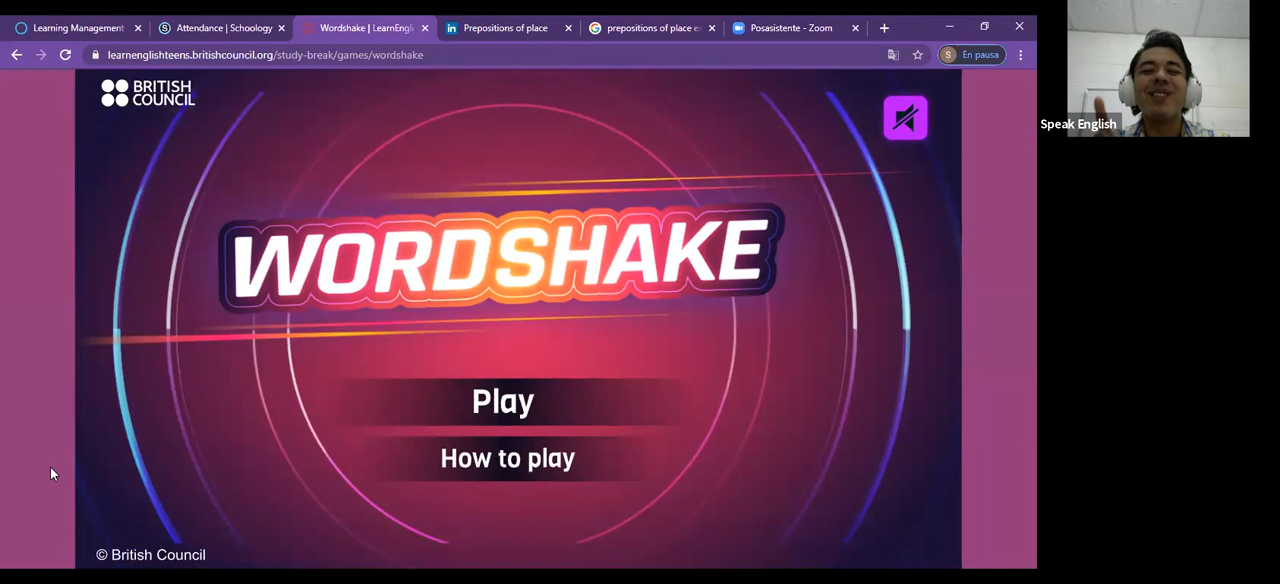 Learning Management
Attendance | Schoology
Wordshake | LearnEngli
Prepositions of place
prepositions of place e
Posasistente - Zoom
learnenglishteens.britishcouncil.org/study-break/games/wordshake
S
En pausa
BRITISH
COUNCIL
Speak English
WORDSHAKE
Play
How to play
© British Council